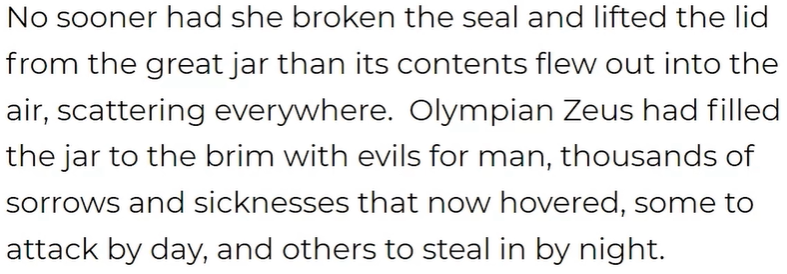 No sooner had she broken the seal and lifted the lid
from the great jar than its contents flew out into the
air, scattering everywhere.  Olympian Zeus had filled
the jar to the brim with evils for man, thousands of
sorrows and sicknesses that now hovered, some to
attack by day, and others to steal in by night.